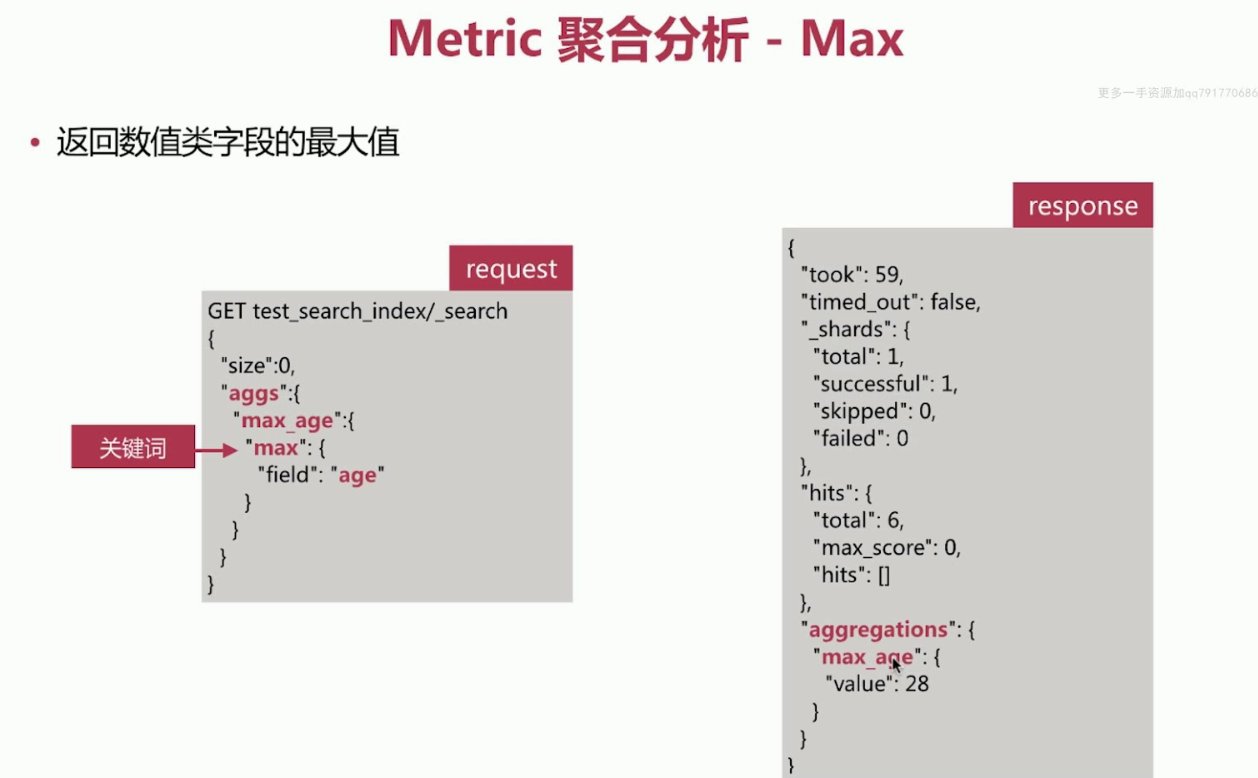 Metric 聚合分析 - Max
更多一手资源加qq791770686
• 返回数值类字段的最大值
request
GET test_search_index/_search
{
"size":0,
"aggs":{
"max_age":{
"max": {
"field": "age"
}
}
}
}
关键词
response
{
"took": 59,
"timed_out": false,
"_shards": {
"total": 1,
"successful": 1,
"skipped": 0,
"failed": 0
},
"hits": {
"total": 6,
"max_score": 0,
"hits": []
},
"aggregations": {
"max_age": {
"value": 28
}
}
}